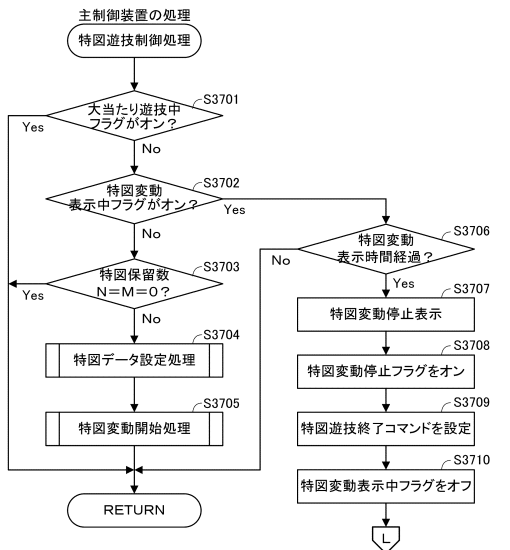 主制御装置の処理
特図遊技制御処理
S3701
大当たり遊技中
フラグがオン？
Yes
No
S3702
特図変動
表示中フラグがオン？
Yes
No
S3703
特図保留数
N＝M＝０？
Yes
No
S3704
特図データ設定処理
S3705
特図変動開始処理
RETURN
S3706
特図変動
表示時間経過？
No
Yes
S3707
特図変動停止表示
S3708
特図変動停止フラグをオン
S3709
特図遊技終了コマンドを設定
S3710
特図変動表示中フラグをオフ
L